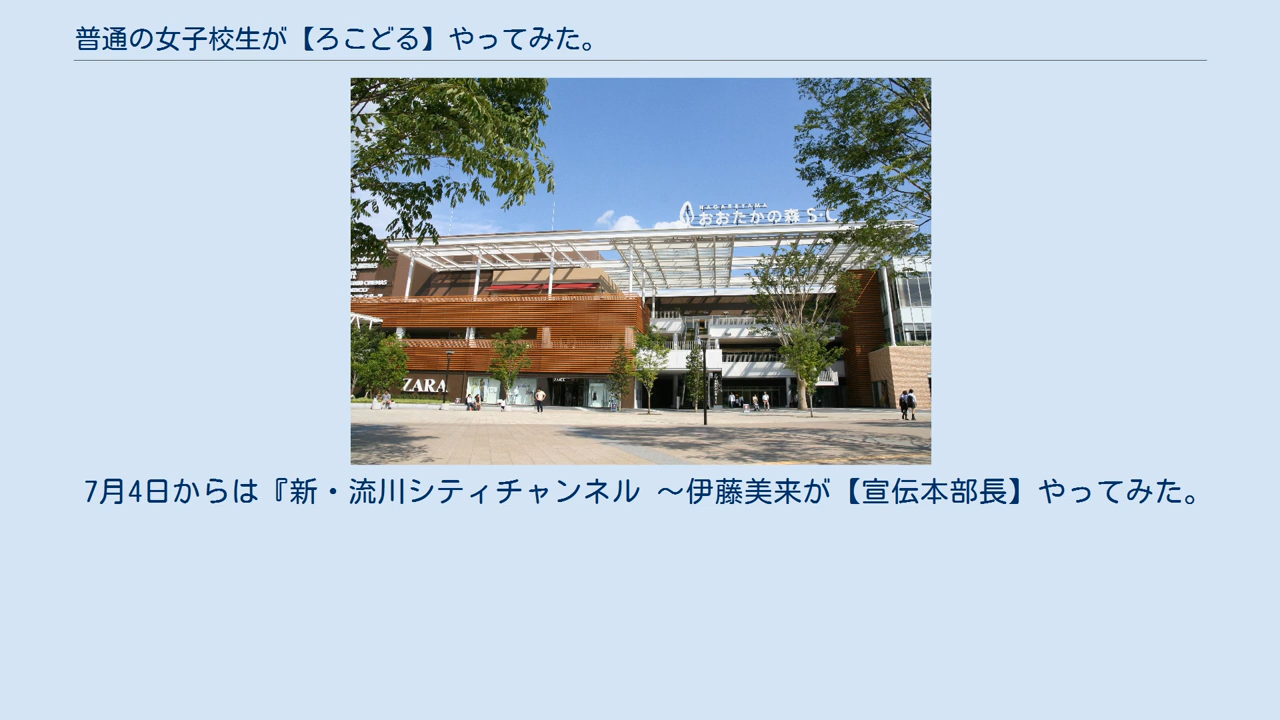 普通の女子校生が【ろこどる】やってみた。
NAGAREYAMA
おおたかの森 S・C
ZARA
7月4日からは『新・流川シティチャンネル ～伊藤美来が【宣伝本部長】やってみた。